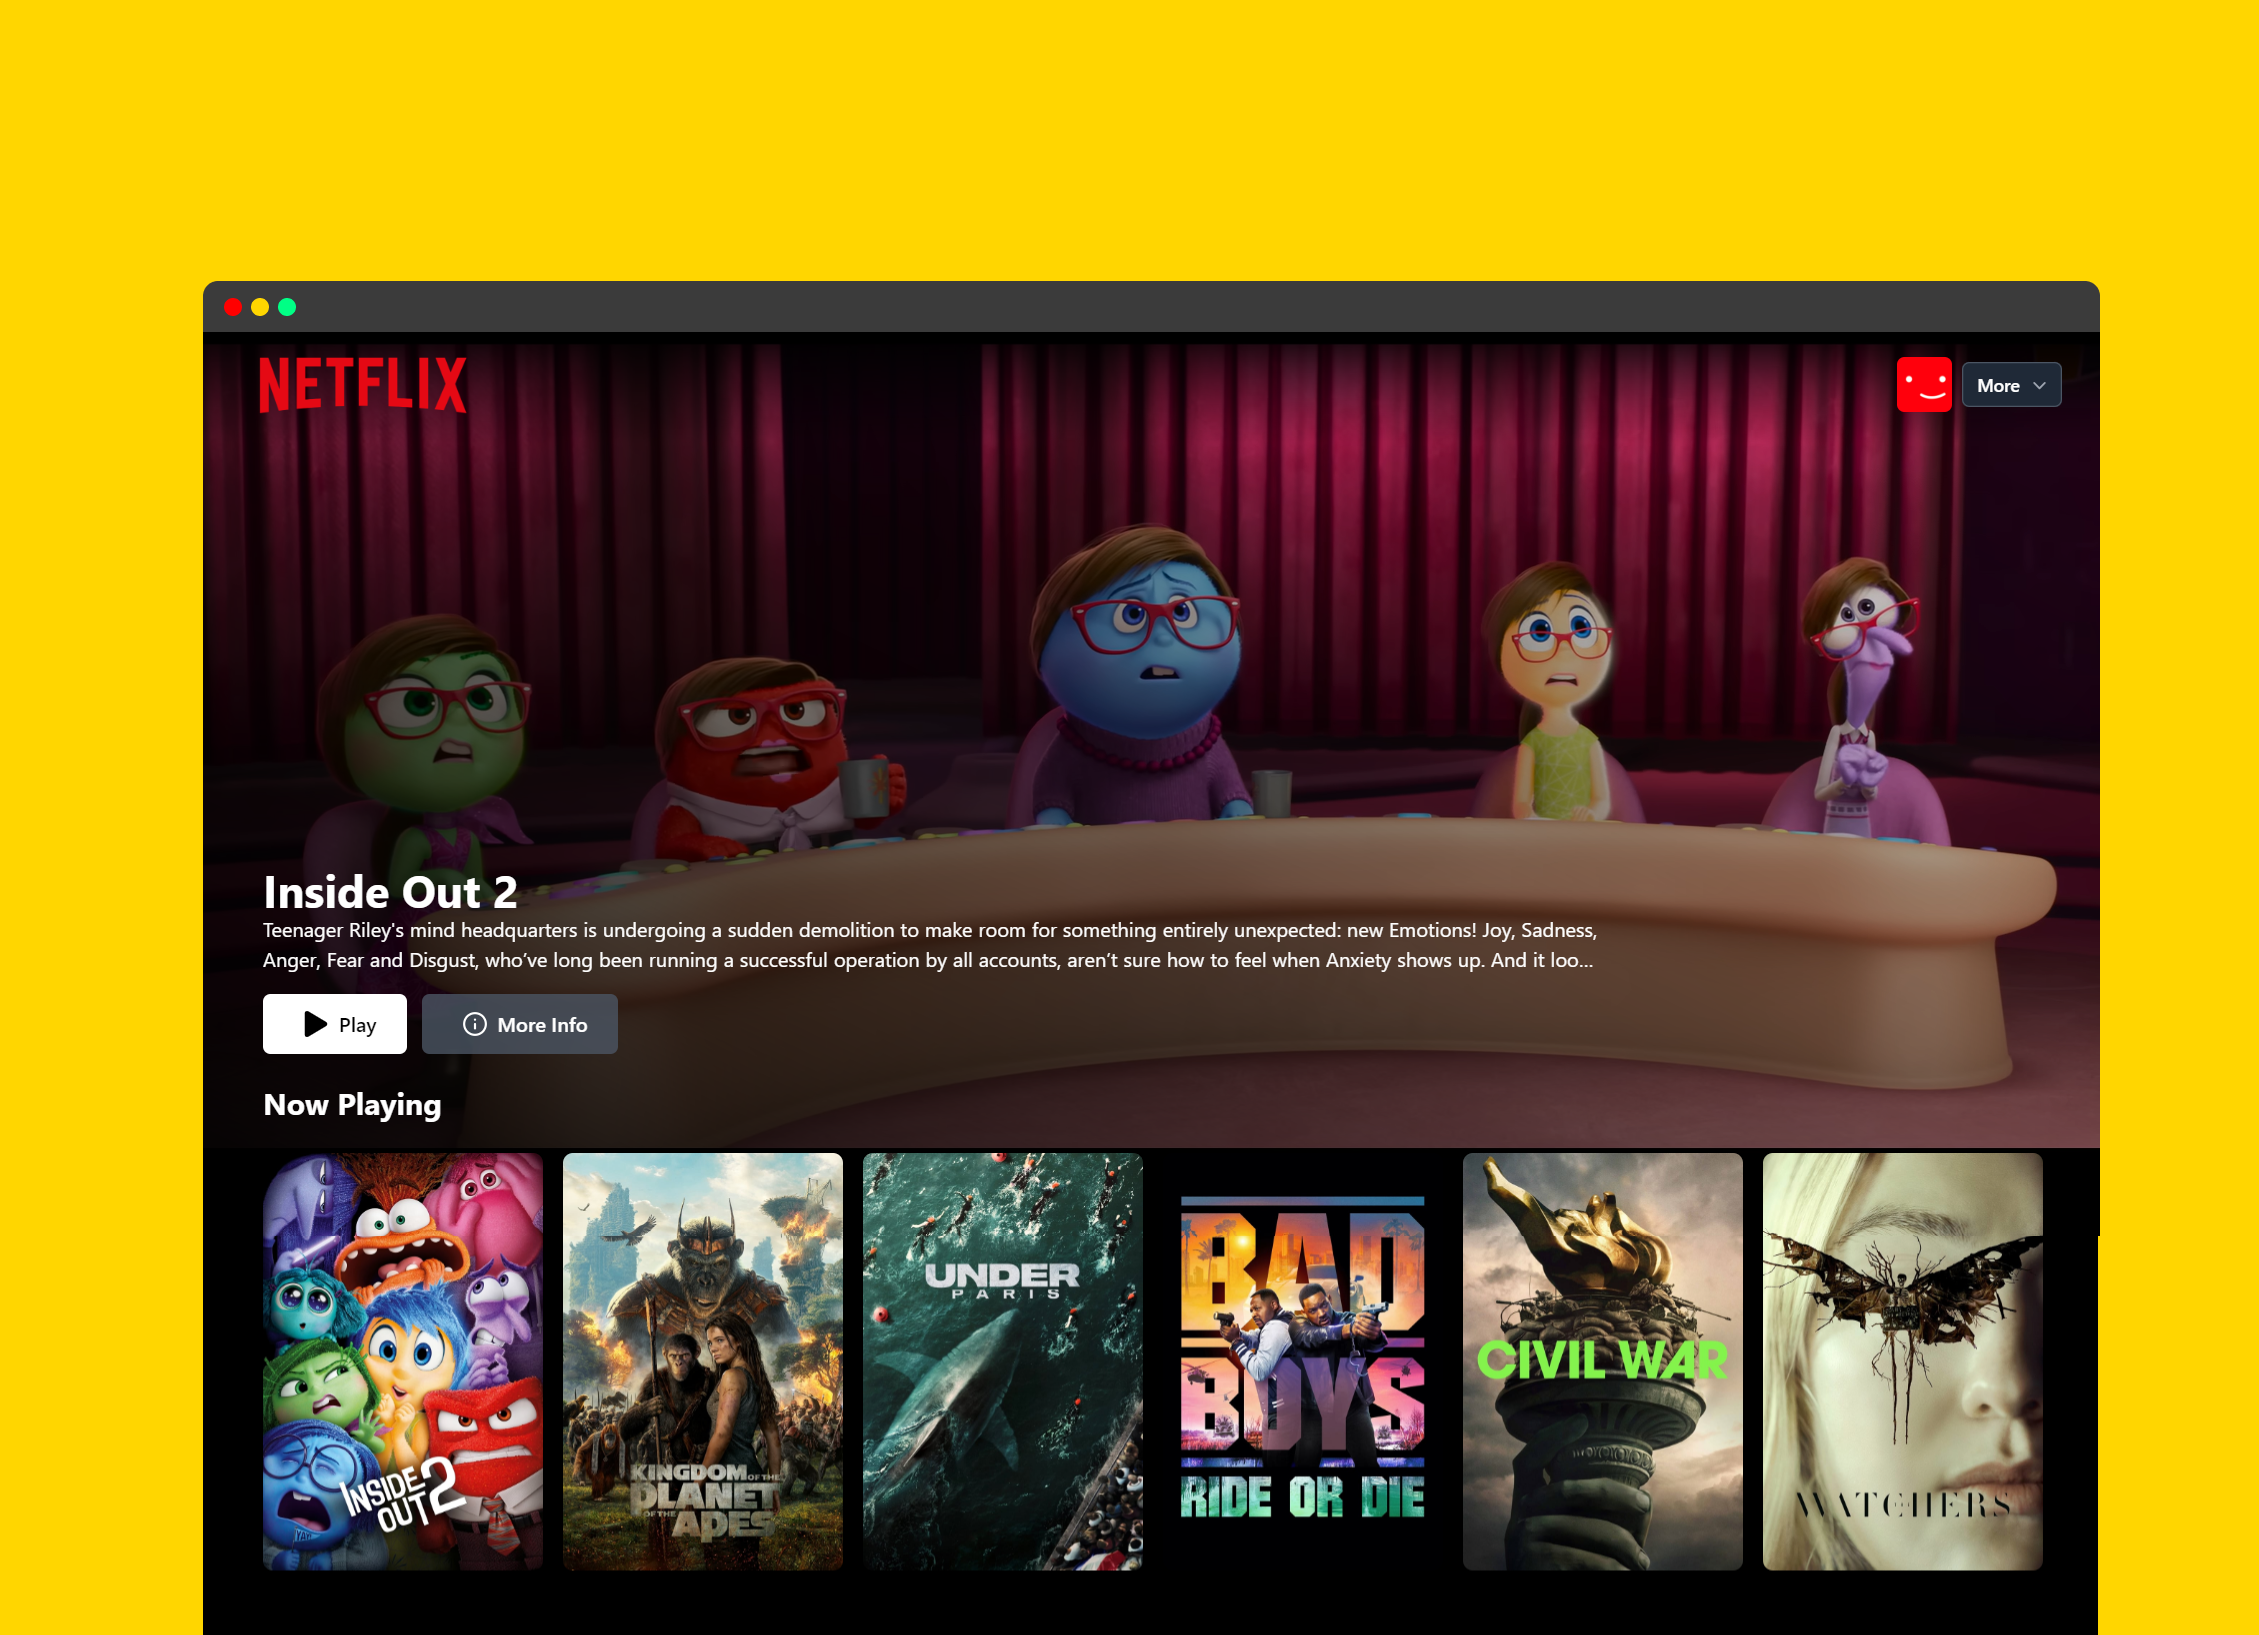 NETFLIX
More
Inside Out 2
Teenager Riley's mind headquarters is undergoing a sudden demolition to make room for something entirely unexpected: new Emotions! Joy, Sadness,
Anger, Fear and Disgust, who’ve long been running a successful operation by all accounts, aren’t sure how to feel when Anxiety shows up. And it loo...
Play
More Info
Now Playing
INSIDE
OUT 2
KINGDOM OF THE
PLANET
OF THE APES
UNDER
PARIS
BAD
BOYS
RIDE OR DIE
CIVIL WAR
WATCHERS